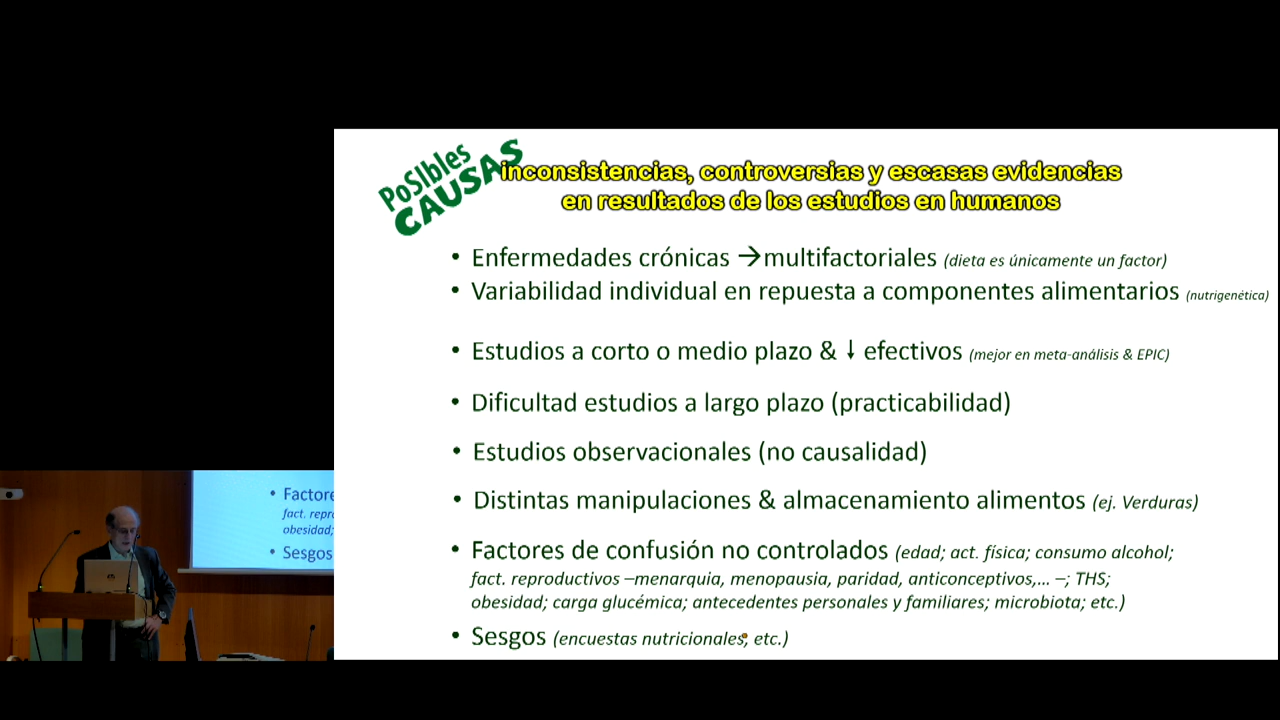 PoSIbles
CAUSAS
inconsistencias, controversias y escasas evidencias
en resultados de los estudios en humanos
• Enfermedades crónicas →multifactoriales (dieta es únicamente un factor)
• Variabilidad individual en repuesta a componentes alimentarios (nutrigenética)
• Estudios a corto o medio plazo & ↓ efectivos (mejor en meta-análisis & EPIC)
• Dificultad estudios a largo plazo (practicabilidad)
• Estudios observacionales (no causalidad)
• Distintas manipulaciones & almacenamiento alimentos (ej. Verduras)
• Factores de confusión no controlados (edad; act. física; consumo alcohol;
fact. reproductivos –menarquia, menopausia, paridad, anticonceptivos,... –; THS;
obesidad; carga glucémica; antecedentes personales y familiares; microbiota; etc.)
• Sesgos (encuestas nutricionales; etc.)
• Factore
fact. repro
obesidad;
• Sesgos